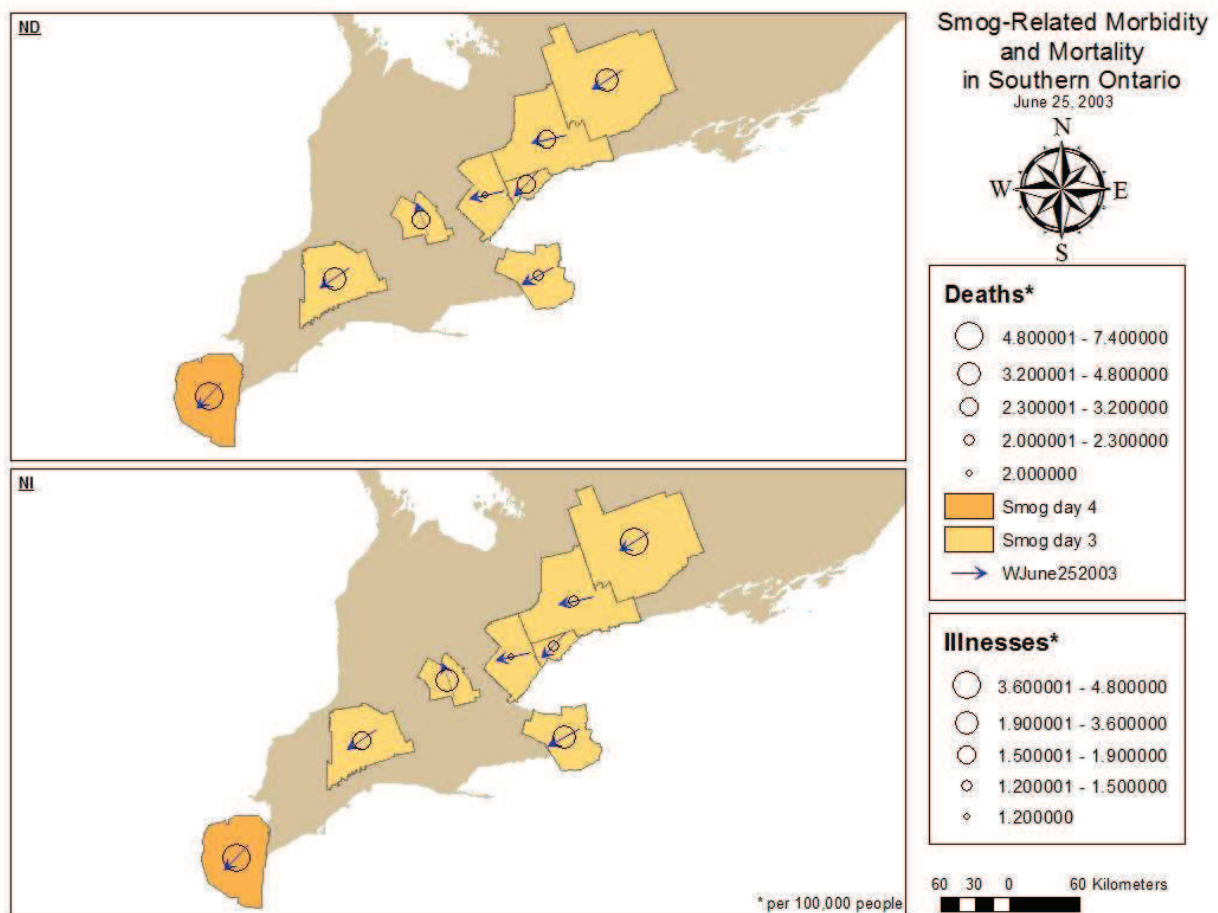 ND
NI
* per 100,000 people
Smog-Related Morbidity
and Mortality
in Southern Ontario
June 25, 2003
N
W E
S
Deaths*
4.800001 - 7.400000
3.200001 - 4.800000
2.300001 - 3.200000
2.000001 - 2.300000
2.000000
Smog day 4
Smog day 3
WJune252003
Illnesses*
3.600001 - 4.800000
1.900001 - 3.600000
1.500001 - 1.900000
1.200001 - 1.500000
1.200000
60 30 0 60 Kilometers